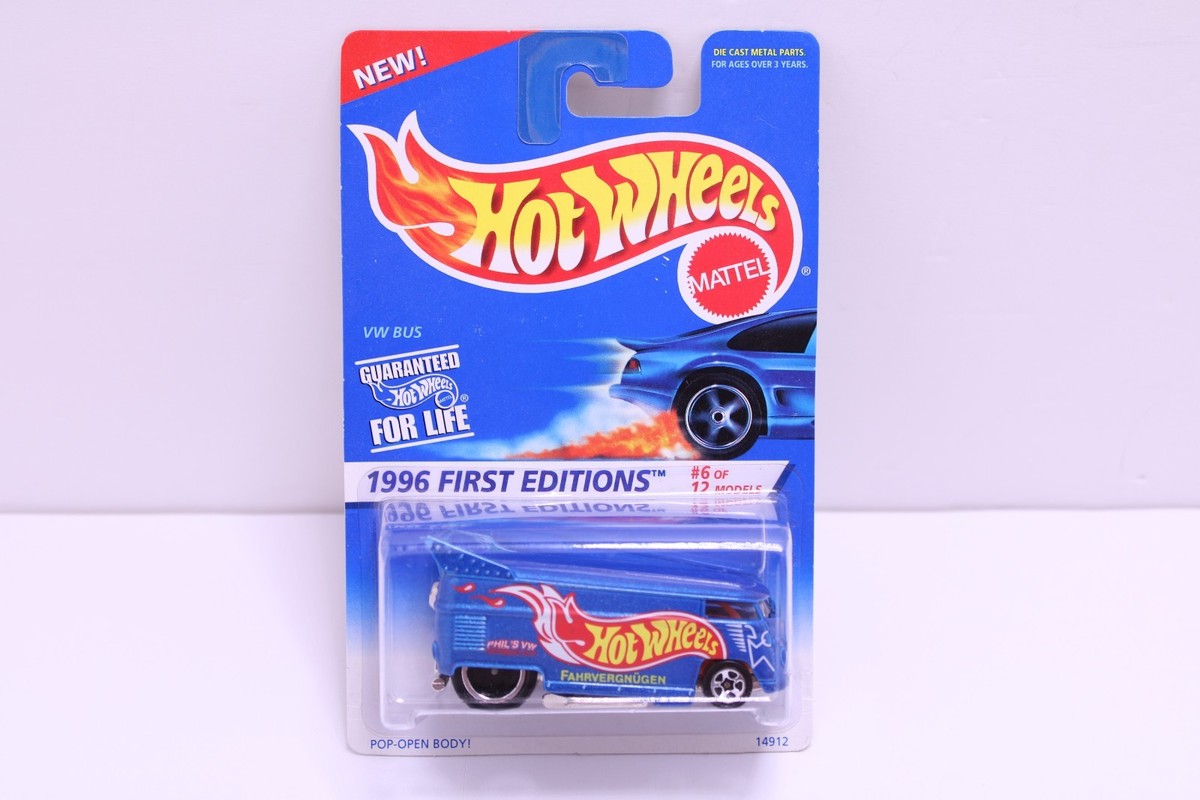 NEW!
DIE CAST METAL PARTS.
FOR AGES OVER 3 YEARS.
HOT WHEELS
MATTEL
®
VW BUS
GUARANTEED
HOT WHEELS
®
FOR LIFE
1996 FIRST EDITIONS™
#6 OF
12 MODELS
HOT WHEELS
PHIL'S VW
FAHRVERGNÜGEN
POP-OPEN BODY!
14912